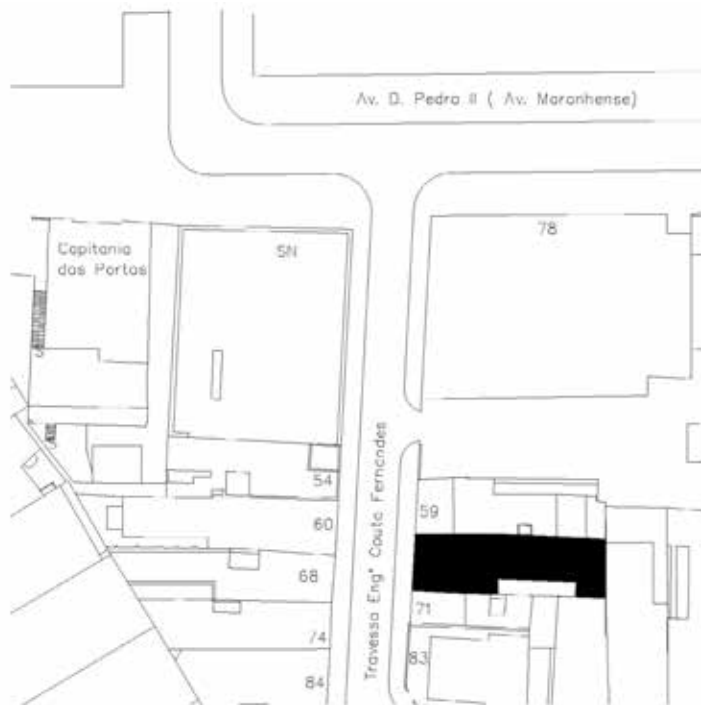 Av. D. Pedro II ( Av. Maranhense)
Capitania
dos Portos
SN
78
Travessa Eng° Couto Fernandes
54
59
60
68
71
74
83
84